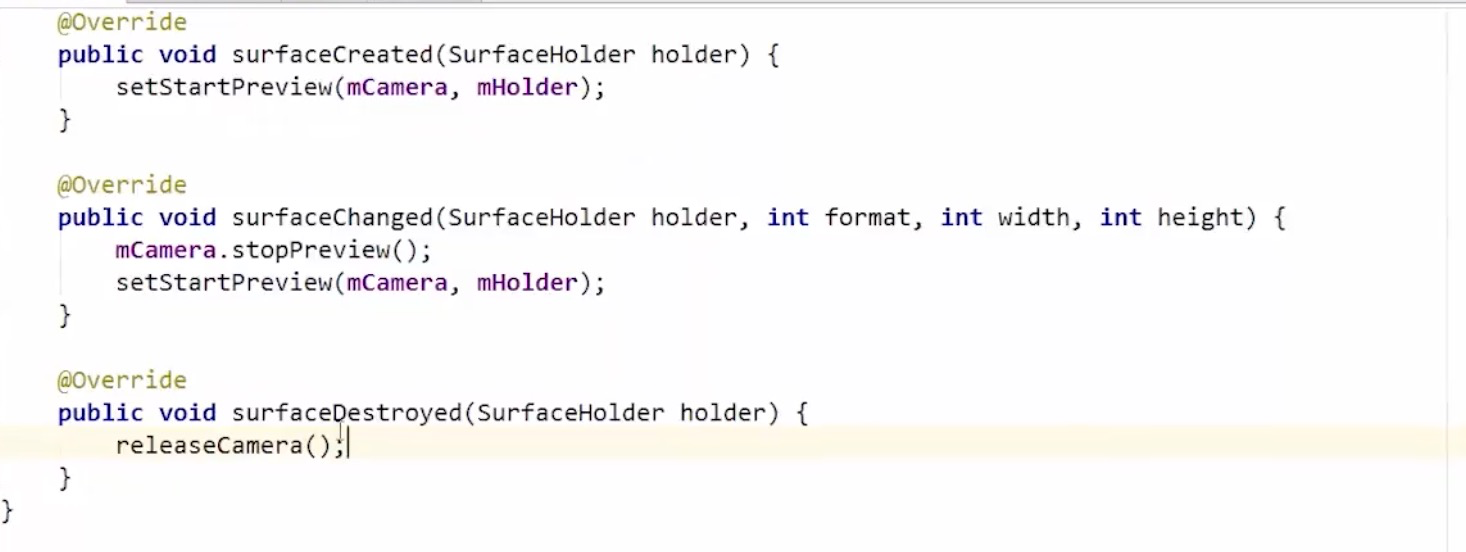 @Override
public void surfaceCreated(SurfaceHolder holder) {
setStartPreview(mCamera, mHolder);
}
@Override
public void surfaceChanged(SurfaceHolder holder, int format, int width, int height) {
mCamera.stopPreview();
setStartPreview(mCamera, mHolder);
}
@Override
public void surfaceDestroyed(SurfaceHolder holder) {
releaseCamera();
}
}